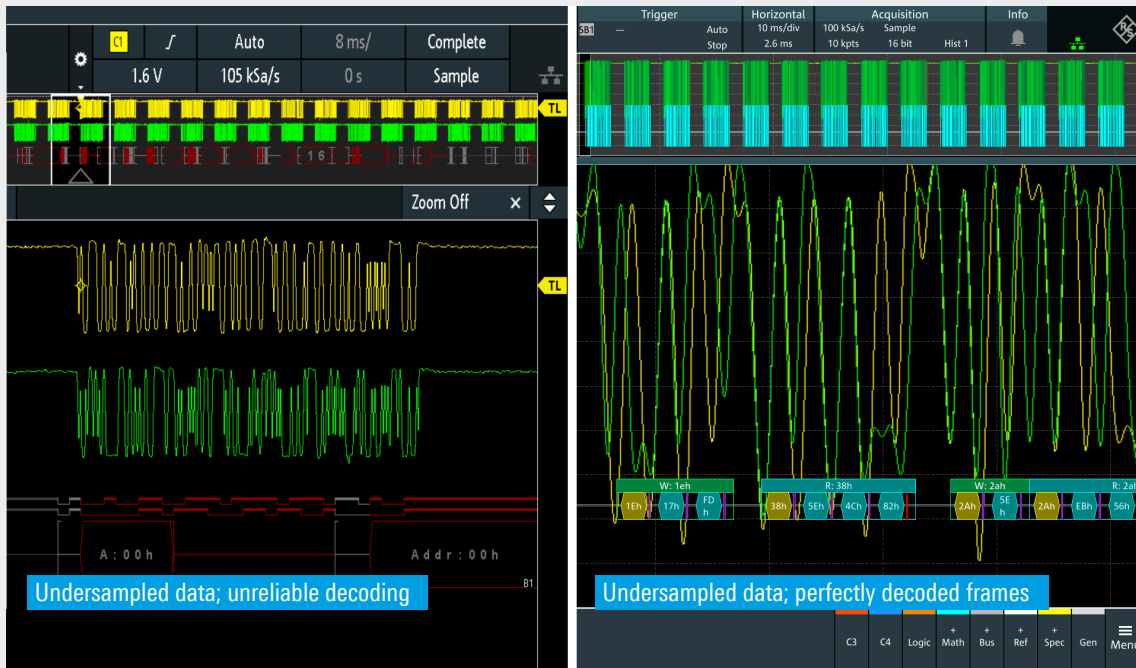 C1
Auto
8 ms/
Complete
1.6 V
105 kSa/s
0 s
Sample
TL
16
Zoom Off
×
TL
A:00h
Addr:00h
B1
Undersampled data; unreliable decoding
Trigger
Horizontal
Acquisition
Info
SB1
---
Auto
10 ms/div
100 kSa/s
Sample
Stop
2.6 ms
10 kpts
16 bit
Hist 1
R&S
W: 1eh
R: 38h
W: 2ah
R: 2ah
1Eh
17h
FD
h
38h
5Eh
4Ch
82h
2Ah
5E
h
2Ah
EBh
56h
Undersampled data; perfectly decoded frames
C3
C4
Logic
+
Math
+
Bus
+
Ref
+
Spec
Gen
Menu